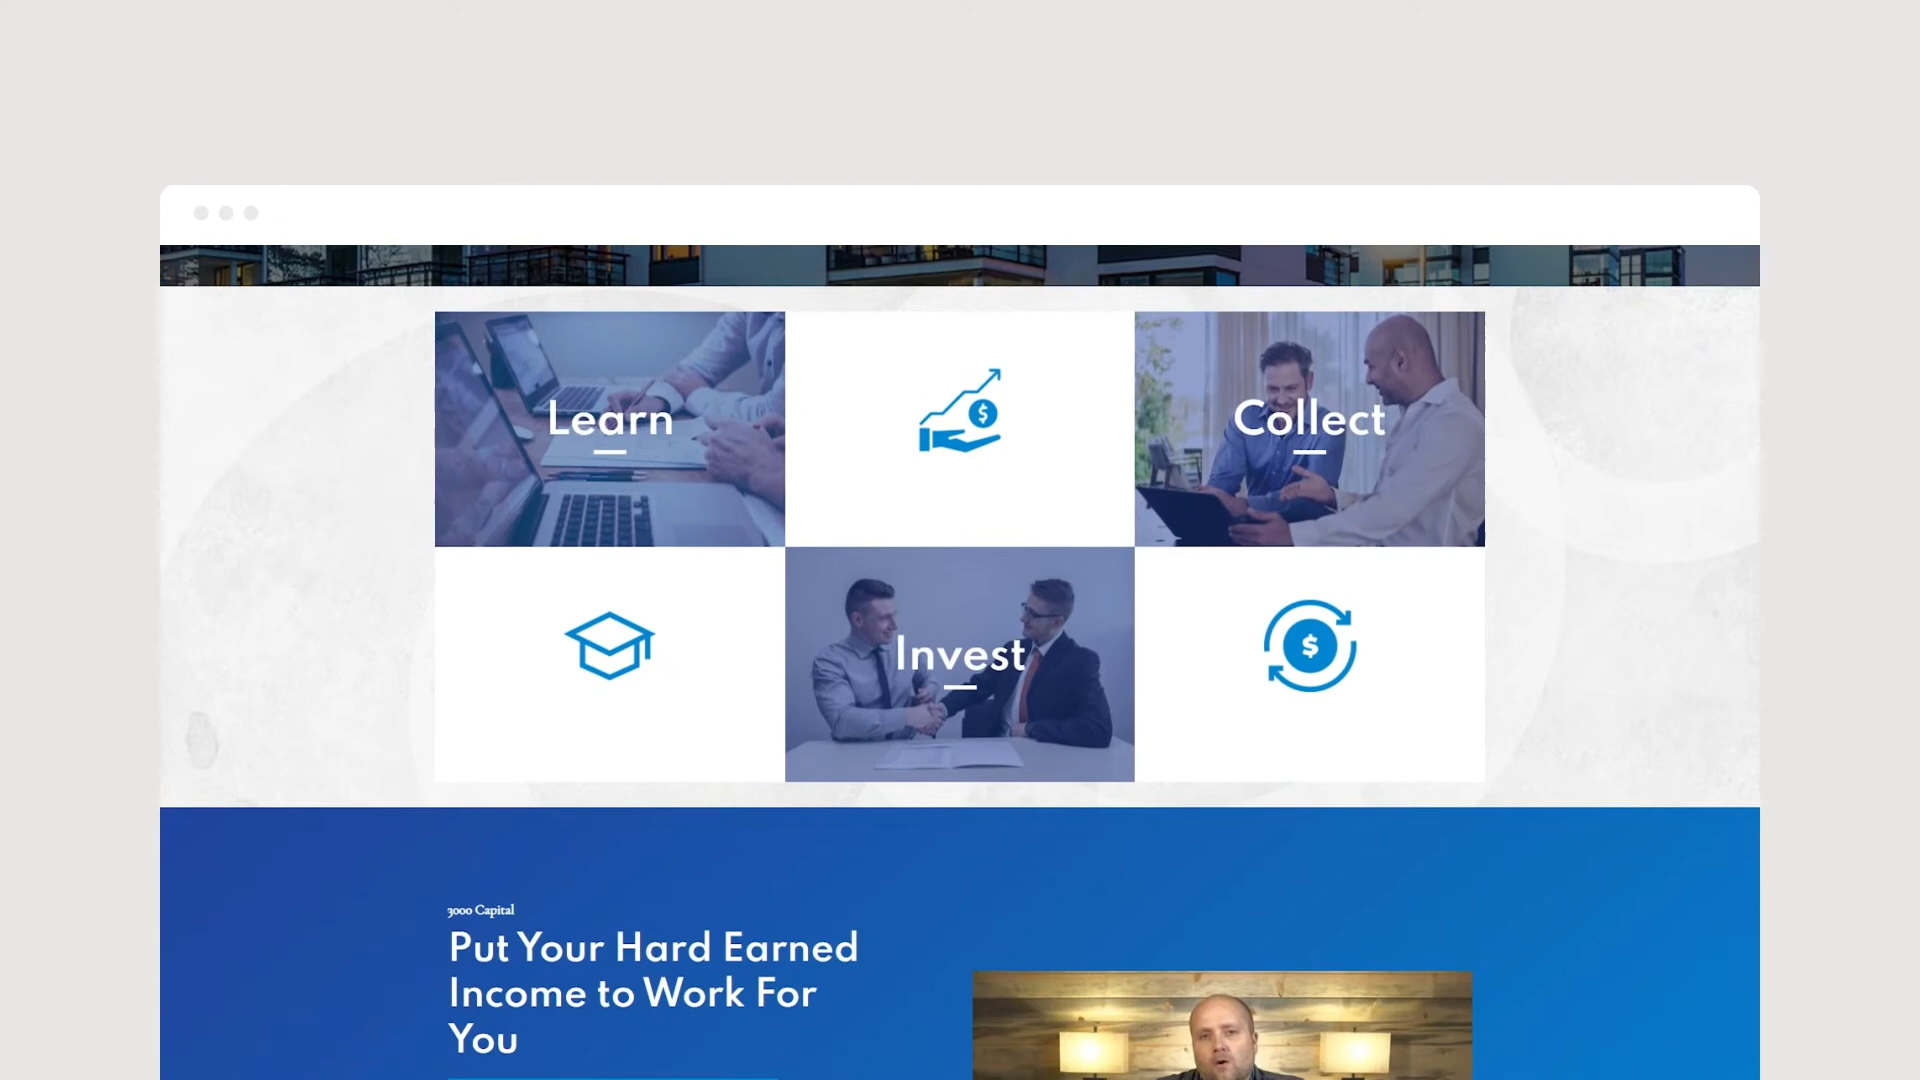 Learn
$
Collect
Invest
$
3000 Capital
Put Your Hard Earned
Income to Work For
You